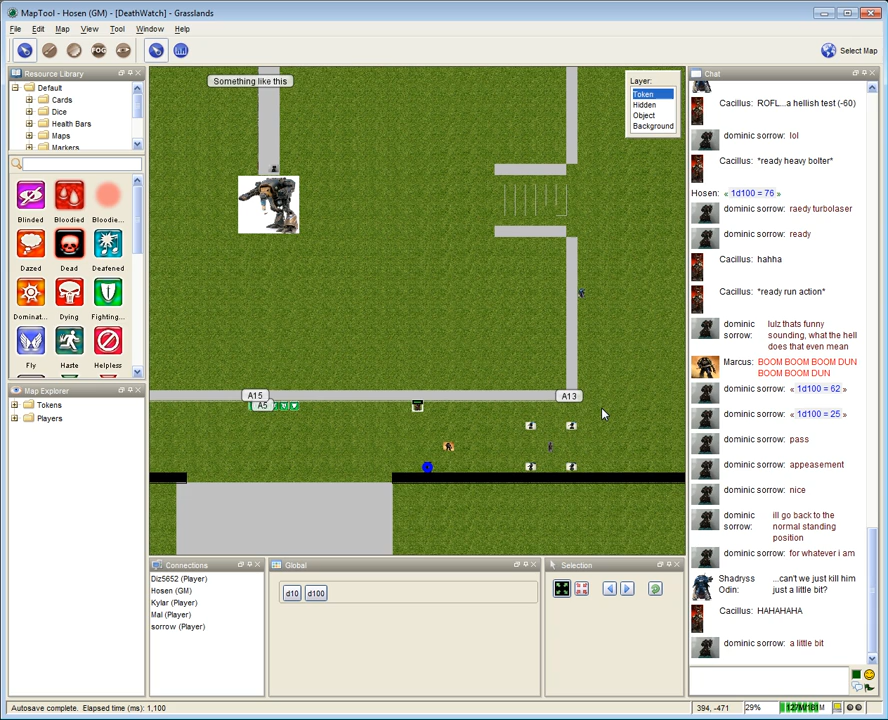 MapTool - Hosen (GM) - [DeathWatch] - Grasslands
File Edit Map View Tool Window Help
FOG
Select Map
Resource Library
Default
Cards
Dice
Health Bars
Maps
Markers
Blinded Bloodied Bloodie...
Dazed Dead Deafened
Dominat... Dying Fighting...
Fly Haste Helpless
Map Explorer
Tokens
Players
Something like this
Layer:
Token
Hidden
Object
Background
A15
A5
A13
Connections
Diz5652 (Player)
Hosen (GM)
Kylar (Player)
Mal (Player)
sorrow (Player)
Global
d10 d100
Selection
Chat
Cacillus: ROFL...a hellish test (-60)
dominic sorrow: lol
Cacillus: *ready heavy bolter*
Hosen: « 1d100 = 76 »
dominic sorrow: raedy turbolaser
dominic sorrow: ready
Cacillus: hahha
Cacillus: *ready run action*
dominic sorrow: lulz thats funny
sounding, what the hell
does that even mean
Marcus: BOOM BOOM BOOM DUN
BOOM BOOM DUN
dominic sorrow: « 1d100 = 62 »
dominic sorrow: « 1d100 = 25 »
dominic sorrow: pass
dominic sorrow: appeasement
dominic sorrow: nice
dominic sorrow: ill go back to the
normal standing
position
dominic sorrow: for whatever i am
Shadryss Odin: ...can't we just kill him
just a little bit?
Cacillus: HAHAHAHA
dominic sorrow: a little bit
Autosave complete. Elapsed time (ms): 1,100
394, -471
29%
127M/181M